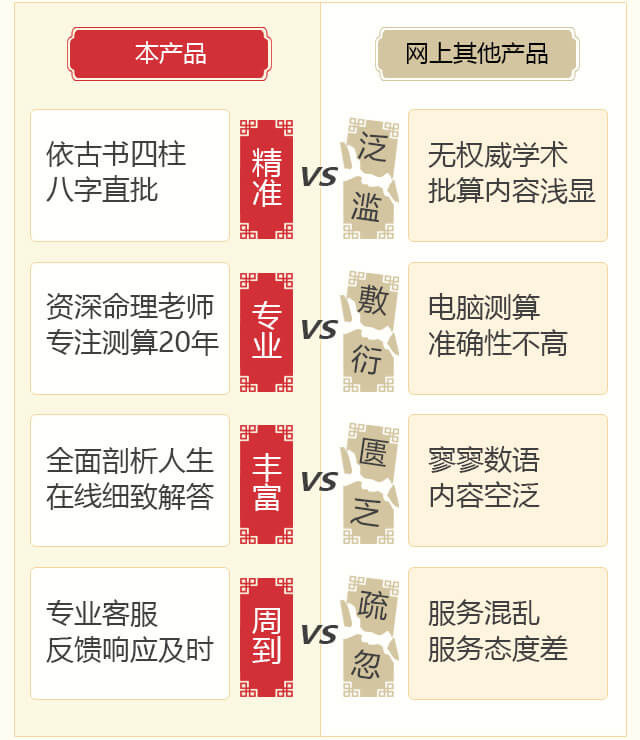 本产品
网上其他产品
依古书四柱
八字直批
精准
VS
泛滥
无权威学术
批算内容浅显
资深命理老师
专注测算20年
专业
VS
敷衍
电脑测算
准确性不高
全面剖析人生
在线细致解答
丰富
VS
匮乏
寥寥数语
内容空泛
专业客服
反馈响应及时
周到
VS
疏忽
服务混乱
服务态度差